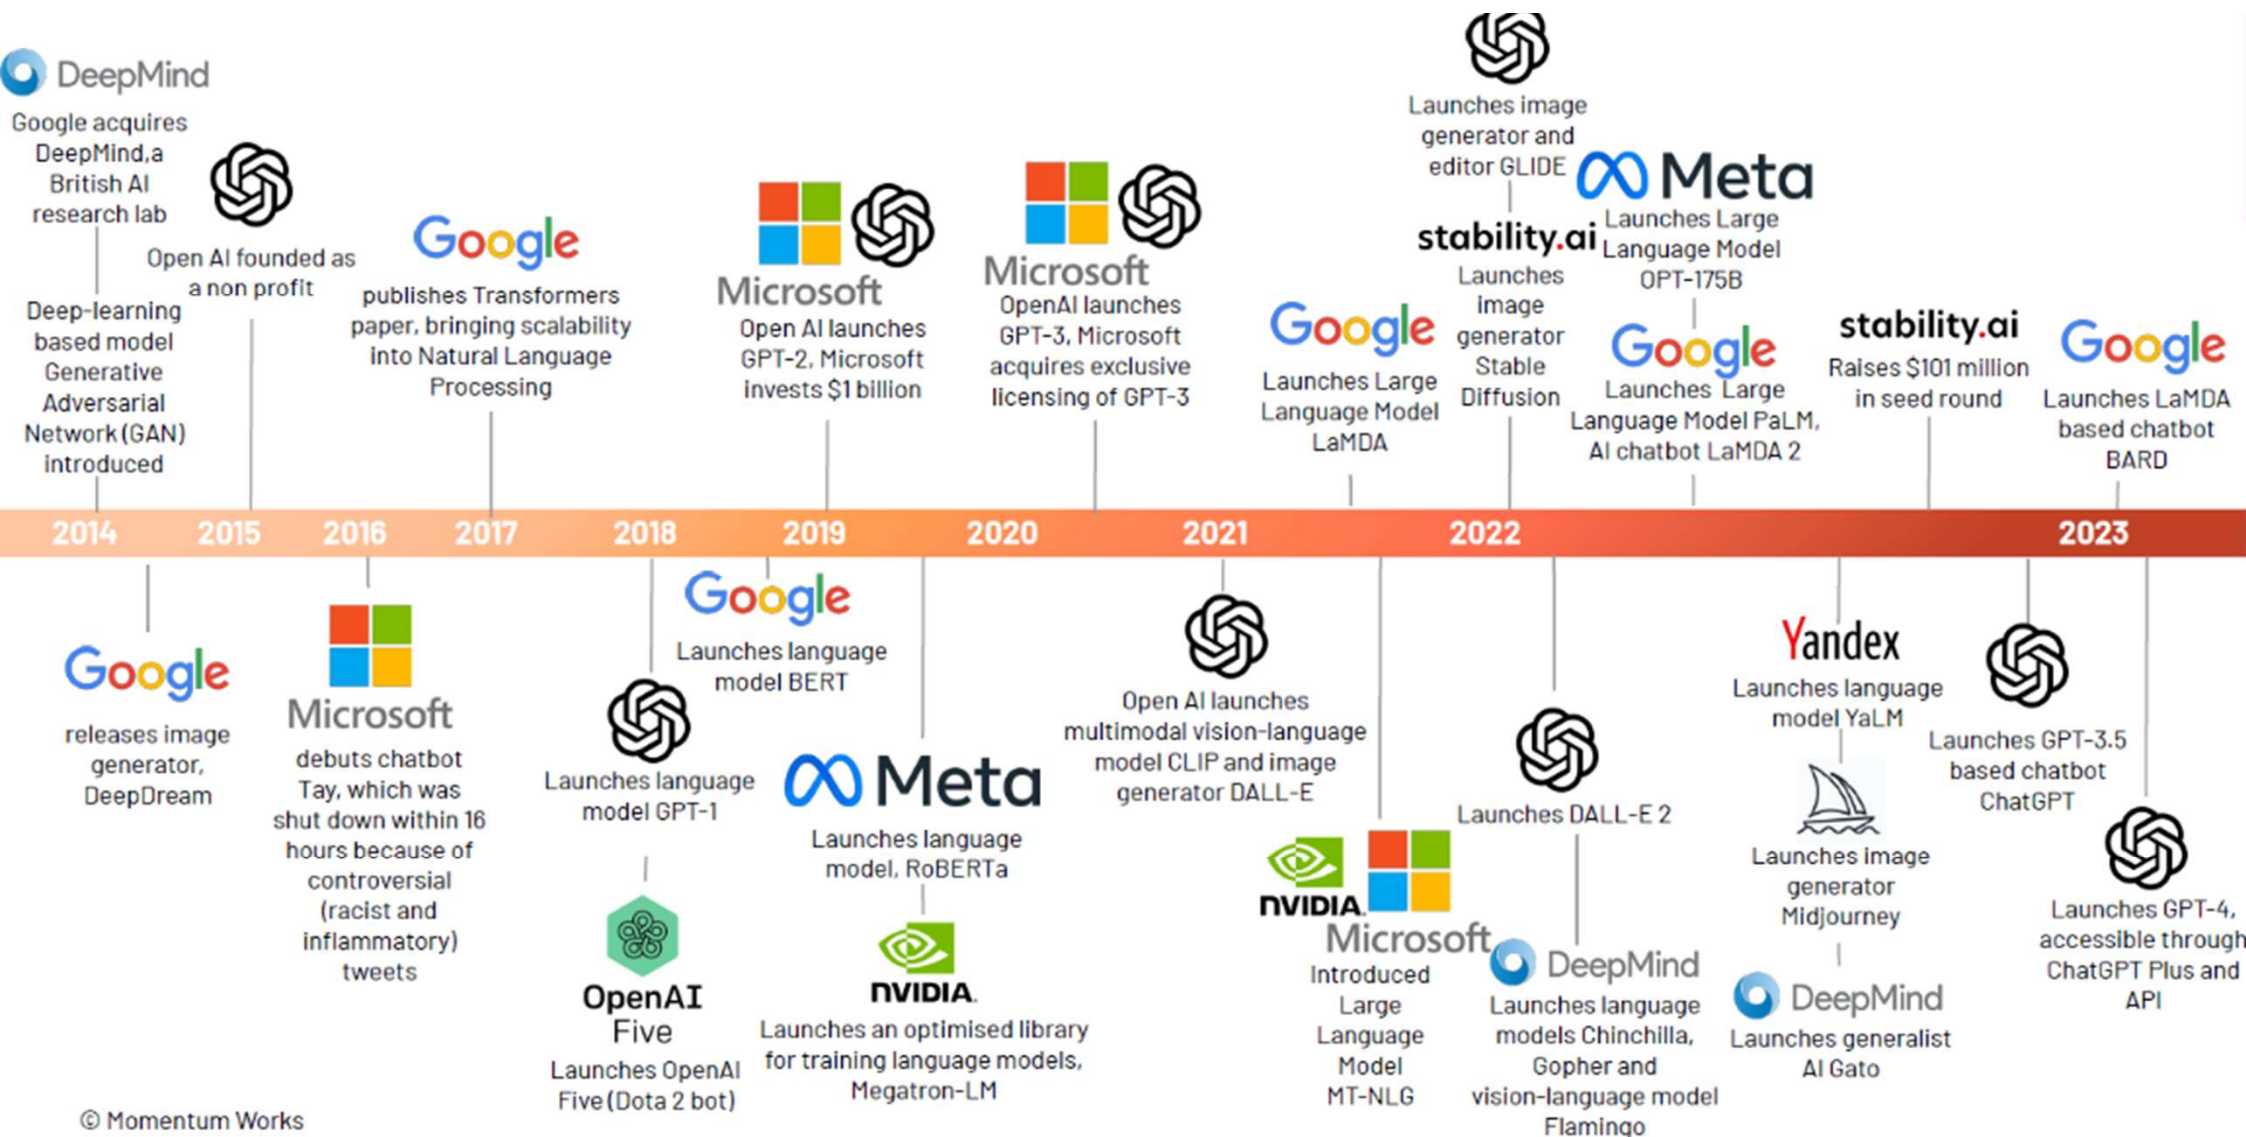 DeepMind
Google acquires
DeepMind,a
British AI
research lab
Deep-learning
based model
Generative
Adversarial
Network (GAN)
introduced
Open AI founded as
a non profit
Google
publishes Transformers
paper, bringing scalability
into Natural Language
Processing
Microsoft
Open AI launches
GPT-2, Microsoft
invests $1 billion
Microsoft
OpenAI launches
GPT-3, Microsoft
acquires exclusive
licensing of GPT-3
Google
Launches Large
Language Model
LaMDA
Launches image
generator and
editor GLIDE
stability.ai
Launches
image
generator
Stable
Diffusion
Meta
Launches Large
Language Model
OPT-175B
Google
Launches Large
Language Model PaLM,
AI chatbot LaMDA 2
stability.ai
Raises $101 million
in seed round
Google
Launches LaMDA
based chatbot
BARD
2014 2015 2016 2017 2018 2019 2020 2021 2022 2023
Google
releases image
generator,
DeepDream
Microsoft
debuts chatbot
Tay, which was
shut down within 16
hours because of
controversial
(racist and
inflammatory)
tweets
Launches language
model GPT-1
OpenAI
Five
Launches OpenAI
Five (Dota 2 bot)
Google
Launches language
model BERT
Meta
Launches language
model, RoBERTa
NVIDIA.
Launches an optimised library
for training language models,
Megatron-LM
Open AI launches
multimodal vision-language
model CLIP and image
generator DALL-E
NVIDIA.
Microsoft
Introduced
Large
Language
Model
MT-NLG
Launches DALL-E 2
DeepMind
Launches language
models Chinchilla,
Gopher and
vision-language model
Flamingo
Yandex
Launches language
model YaLM
Launches image
generator
Midjourney
DeepMind
Launches generalist
AI Gato
Launches GPT-3.5
based chatbot
ChatGPT
Launches GPT-4,
accessible through
ChatGPT Plus and
API
© Momentum Works